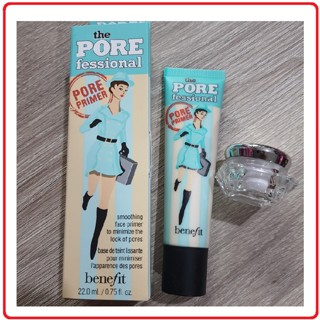 the
PORE
fessional
PORE
PRIMER
smoothing
face primer
to minimize the
look of pores
base de teint lissante
pour minimiser
l'apparence des pores
benefit
22.0 mL / 0.75 fl. oz.
the
PORE
fessional
PORE
PRIMER
benefit